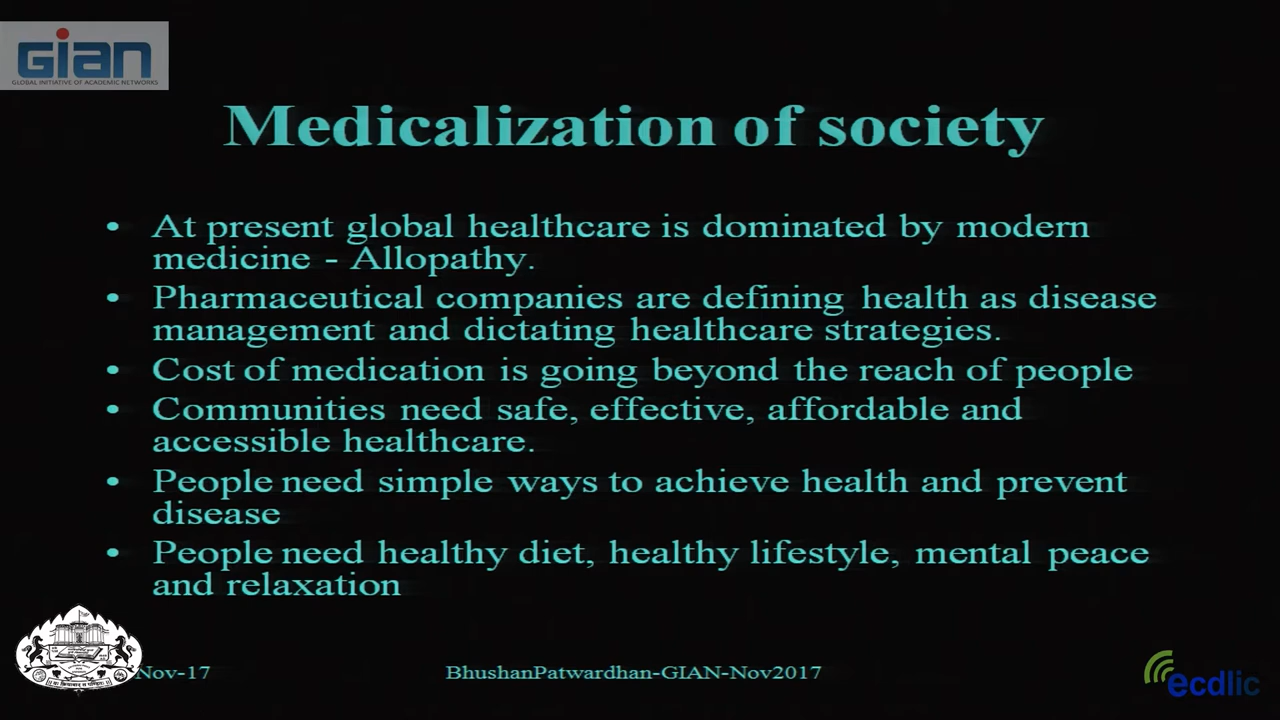 GIAN
GLOBAL INITIATIVE OF ACADEMIC NETWORKS
Medicalization of society
• At present global healthcare is dominated by modern
medicine - Allopathy.
• Pharmaceutical companies are defining health as disease
management and dictating healthcare strategies.
• Cost of medication is going beyond the reach of people
• Communities need safe, effective, affordable and
accessible healthcare.
• People need simple ways to achieve health and prevent
disease
• People need healthy diet, healthy lifestyle, mental peace
and relaxation
Nov-17
BhushanPatwardhan-GIAN-Nov2017
ecdlic